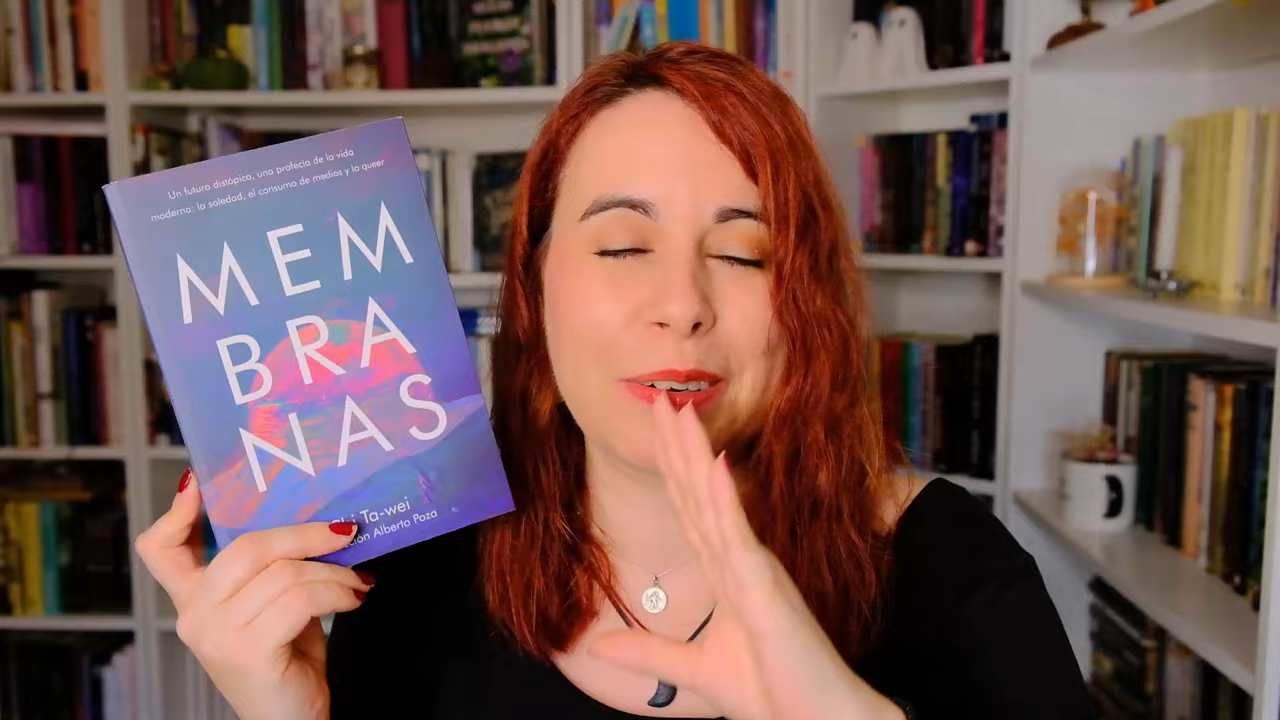 Un futuro distópico, una profecía de la vida
moderna: la soledad, el consumo de medios y lo queer
MEM
BRA
NAS
Ta-wei
Alberto Poza